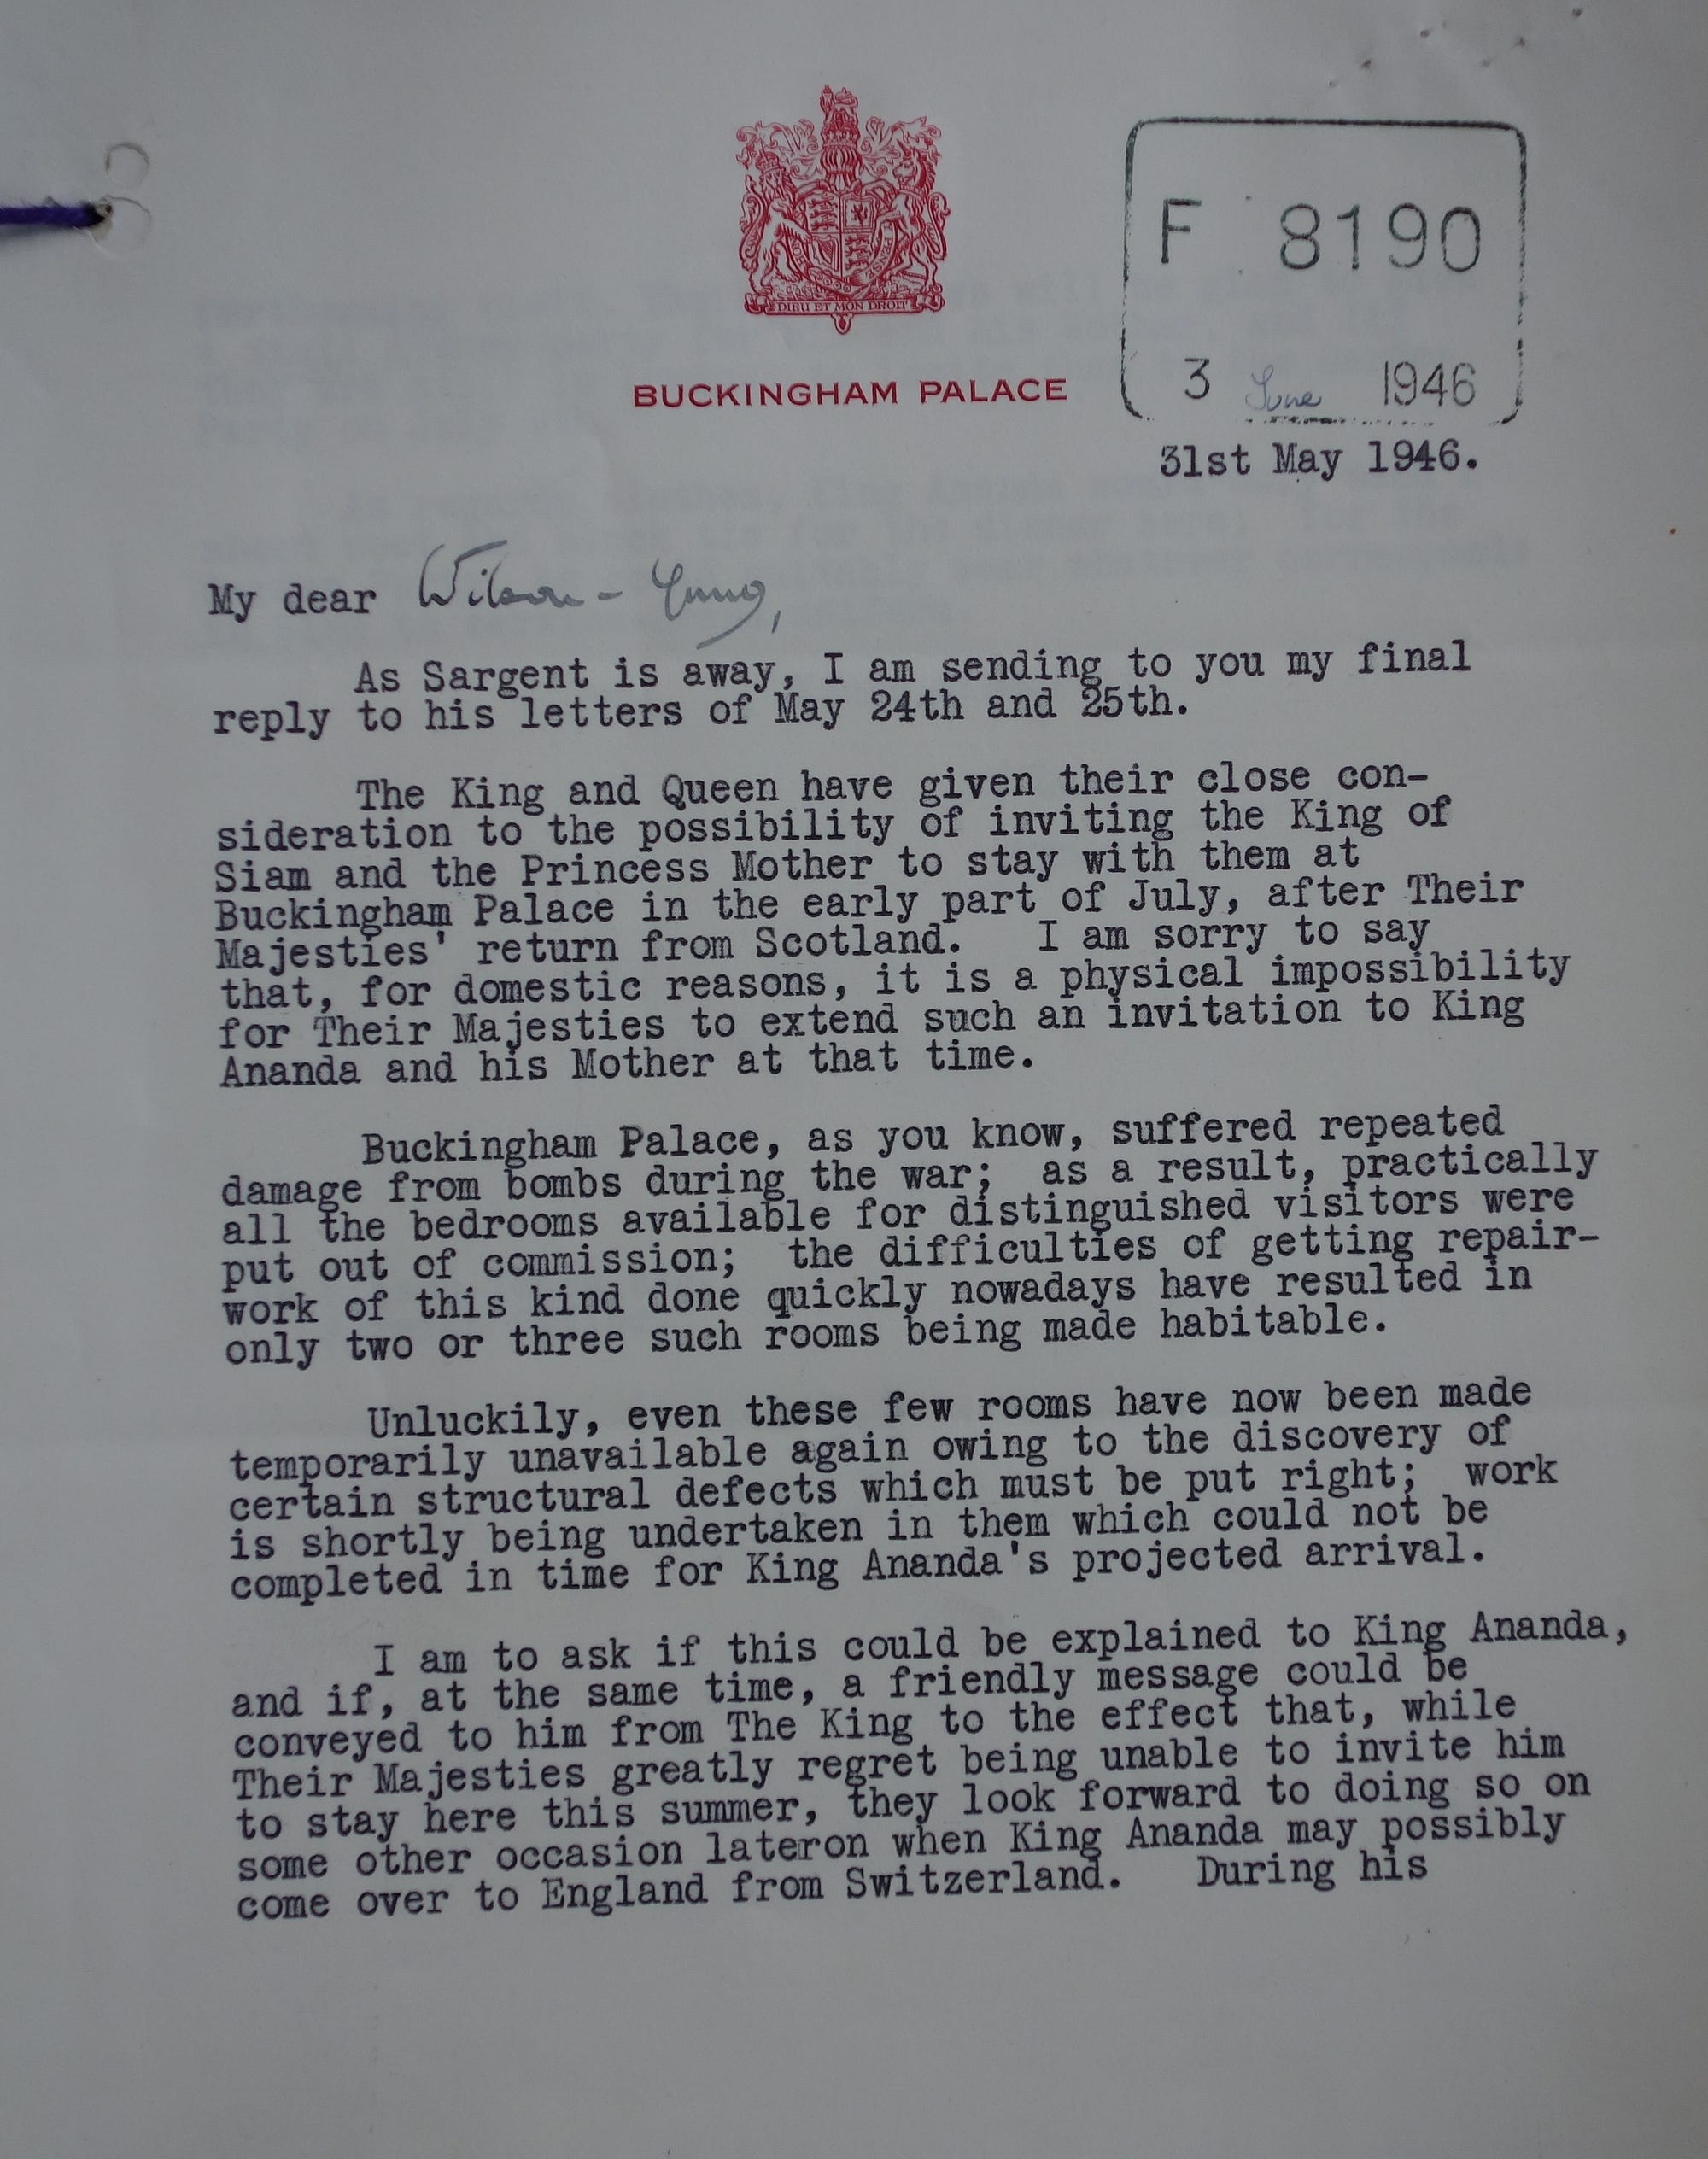 DIEU ET MON DROIT
BUCKINGHAM PALACE
F 8190
3 June 1946
31st May 1946.
My dear Wilson-Young,
As Sargent is away, I am sending to you my final
reply to his letters of May 24th and 25th.
The King and Queen have given their close con-
sideration to the possibility of inviting the King of
Siam and the Princess Mother to stay with them at
Buckingham Palace in the early part of July, after Their
Majesties' return from Scotland. I am sorry to say
that, for domestic reasons, it is a physical impossibility
for Their Majesties to extend such an invitation to King
Ananda and his Mother at that time.
Buckingham Palace, as you know, suffered repeated
damage from bombs during the war; as a result, practically
all the bedrooms available for distinguished visitors were
put out of commission; the difficulties of getting repair-
work of this kind done quickly nowadays have resulted in
only two or three such rooms being made habitable.
Unluckily, even these few rooms have now been made
temporarily unavailable again owing to the discovery of
certain structural defects which must be put right; work
is shortly being undertaken in them which could not be
completed in time for King Ananda's projected arrival.
I am to ask if this could be explained to King Ananda,
and if, at the same time, a friendly message could be
conveyed to him from The King to the effect that, while
Their Majesties greatly regret being unable to invite him
to stay here this summer, they look forward to doing so on
some other occasion lateron when King Ananda may possibly
come over to England from Switzerland. During his